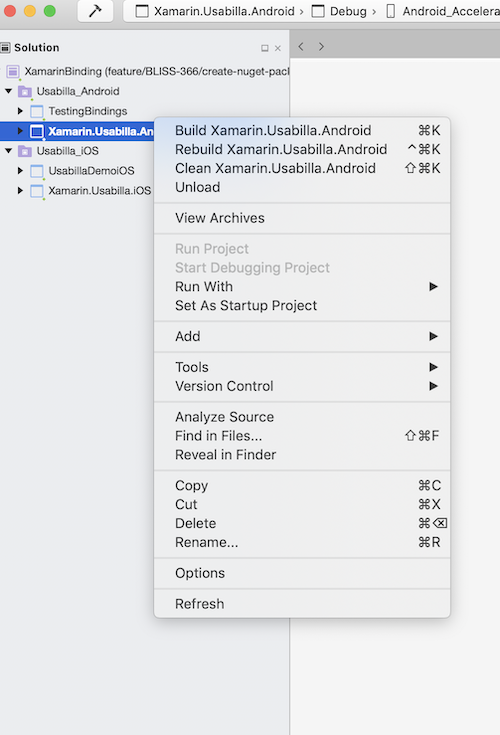 Xamarin.Usabilla.Android › Debug › Android_Accelera
Solution
XamarinBinding (feature/BLISS-366/create-nuget-pack
Usabilla_Android
TestingBindings
Xamarin.Usabilla.An
Usabilla_iOS
UsabillaDemoiOS
Xamarin.Usabilla.iOS
Build Xamarin.Usabilla.Android ⌘K
Rebuild Xamarin.Usabilla.Android ^⌘K
Clean Xamarin.Usabilla.Android ⇧⌘K
Unload
View Archives
Run Project
Start Debugging Project
Run With
Set As Startup Project
Add
Tools
Version Control
Analyze Source
Find in Files... ⇧⌘F
Reveal in Finder
Copy ⌘C
Cut ⌘X
Delete ⌘⌫
Rename... ⌘R
Options
Refresh